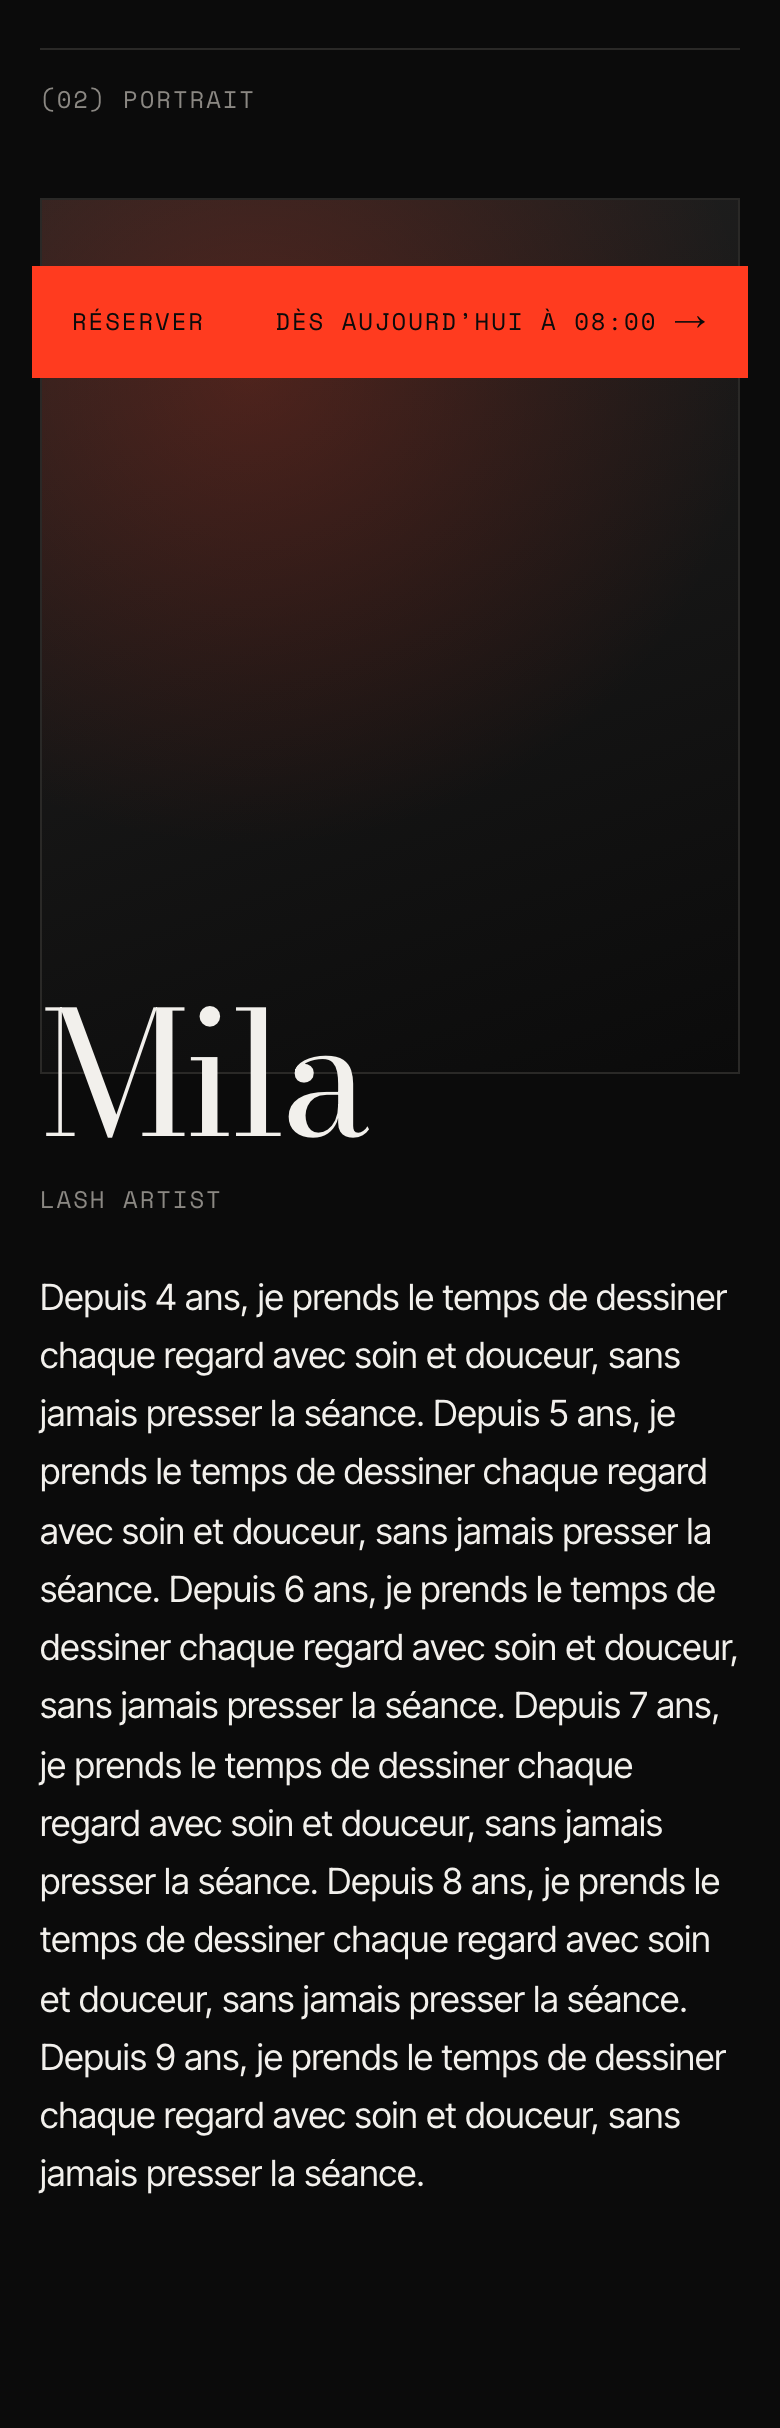 (02) PORTRAIT
RÉSERVER DÈS AUJOURD’HUI À 08:00 →
Mila
LASH ARTIST
Depuis 4 ans, je prends le temps de dessiner
chaque regard avec soin et douceur, sans
jamais presser la séance. Depuis 5 ans, je
prends le temps de dessiner chaque regard
avec soin et douceur, sans jamais presser la
séance. Depuis 6 ans, je prends le temps de
dessiner chaque regard avec soin et douceur,
sans jamais presser la séance. Depuis 7 ans,
je prends le temps de dessiner chaque
regard avec soin et douceur, sans jamais
presser la séance. Depuis 8 ans, je prends le
temps de dessiner chaque regard avec soin
et douceur, sans jamais presser la séance.
Depuis 9 ans, je prends le temps de dessiner
chaque regard avec soin et douceur, sans
jamais presser la séance.